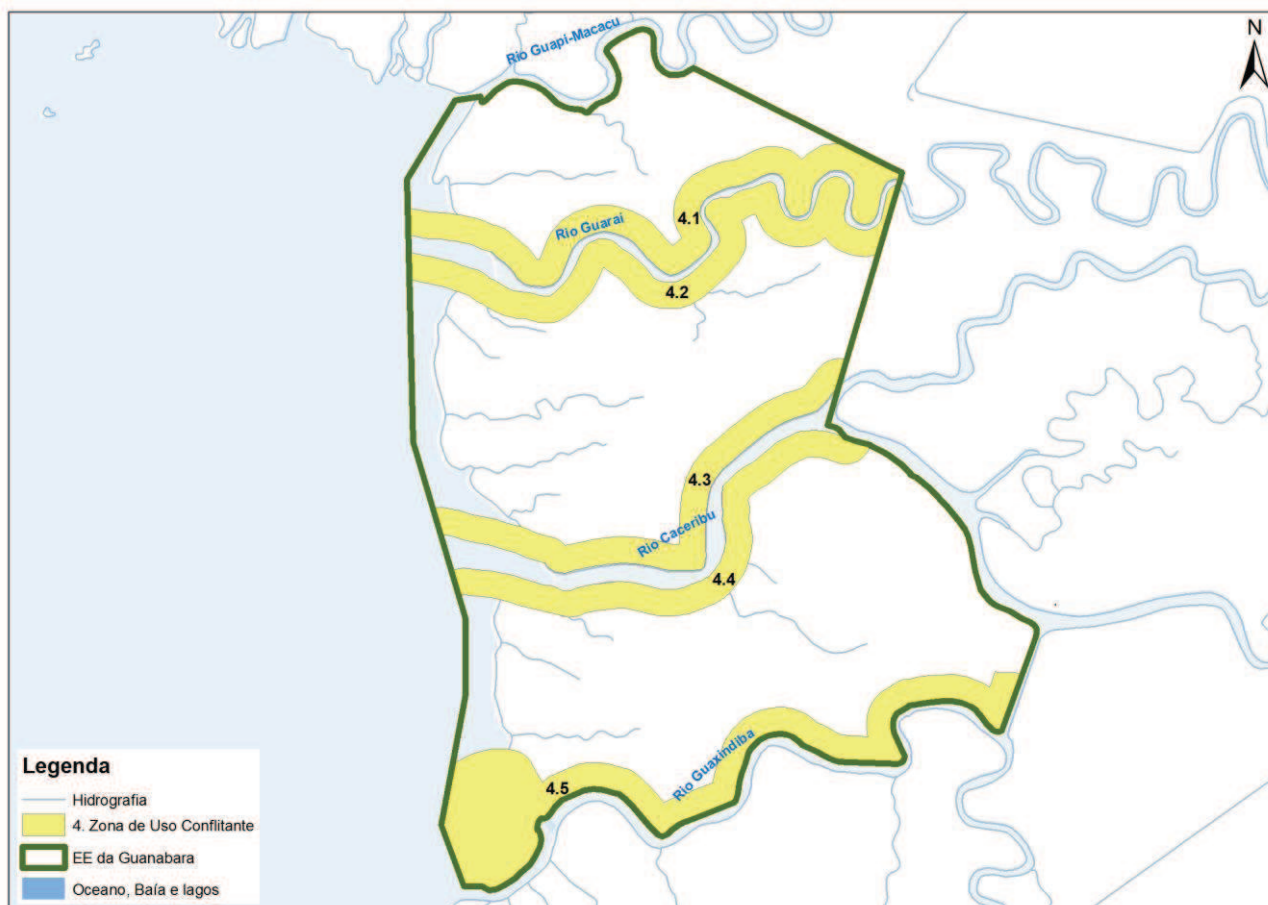 Rio Guapi-Macacu
N
4.1
Rio Guaraí
4.2
4.3
Rio Caceribu
4.4
Rio Guaxindiba
4.5
Legenda
Hidrografia
4. Zona de Uso Conflitante
EE da Guanabara
Oceano, Baía e lagos